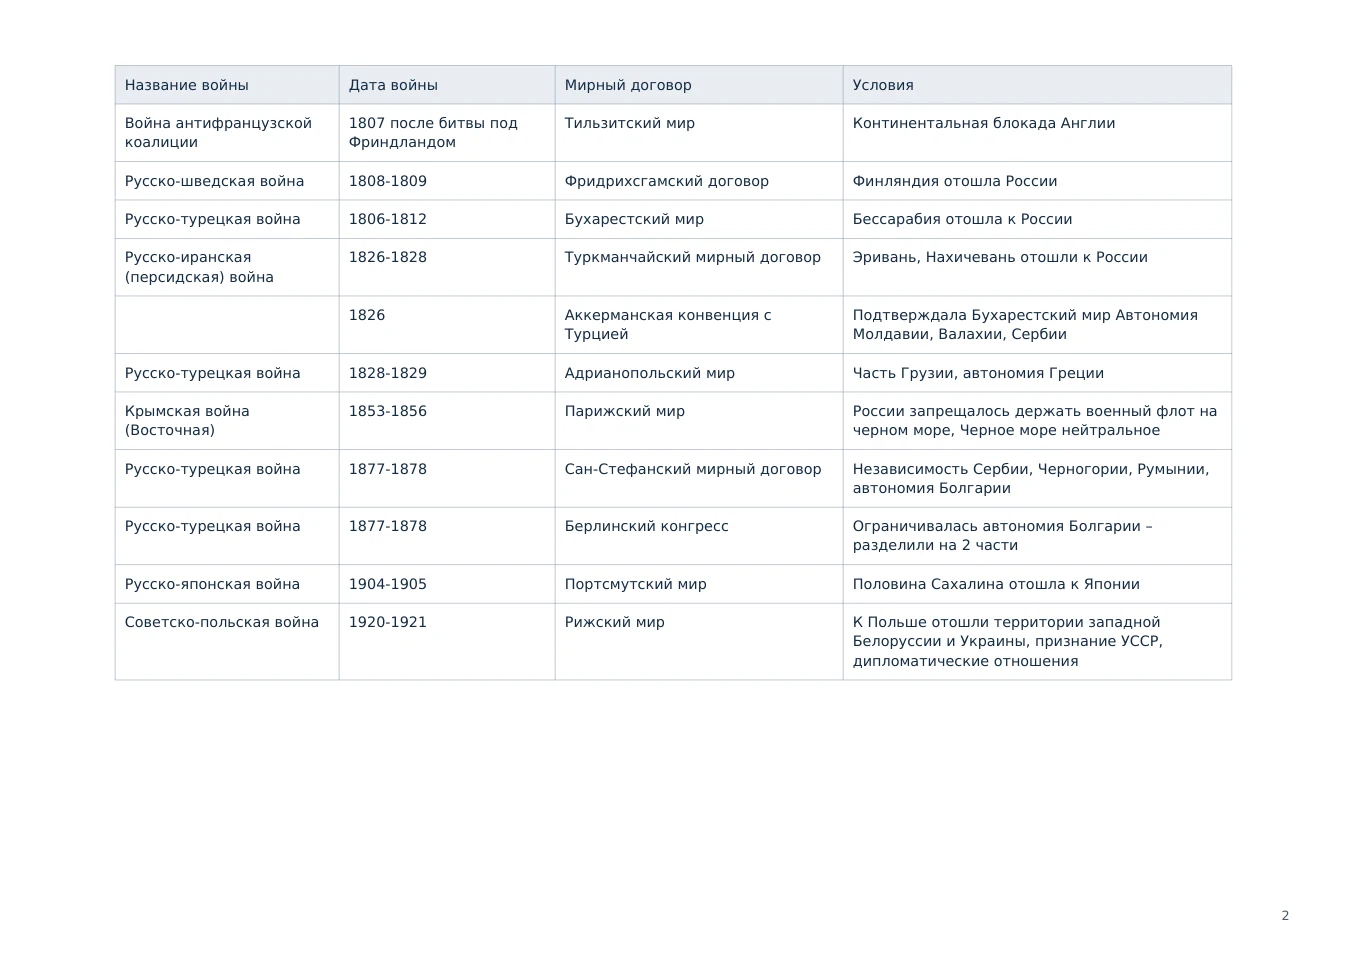 Название войны
Дата войны
Мирный договор
Условия
Война антифранцузской
коалиции
1807 после битвы под
Фриндландом
Тильзитский мир
Континентальная блокада Англии
Русско-шведская война
1808-1809
Фридрихсгамский договор
Финляндия отошла России
Русско-турецкая война
1806-1812
Бухарестский мир
Бессарабия отошла к России
Русско-иранская
(персидская) война
1826-1828
Туркманчайский мирный договор
Эривань, Нахичевань отошли к России
1826
Аккерманская конвенция с
Турцией
Подтверждала Бухарестский мир Автономия
Молдавии, Валахии, Сербии
Русско-турецкая война
1828-1829
Адрианопольский мир
Часть Грузии, автономия Греции
Крымская война
(Восточная)
1853-1856
Парижский мир
России запрещалось держать военный флот на
черном море, Черное море нейтральное
Русско-турецкая война
1877-1878
Сан-Стефанский мирный договор
Независимость Сербии, Черногории, Румынии,
автономия Болгарии
Русско-турецкая война
1877-1878
Берлинский конгресс
Ограничивалась автономия Болгарии –
разделили на 2 части
Русско-японская война
1904-1905
Портсмутский мир
Половина Сахалина отошла к Японии
Советско-польская война
1920-1921
Рижский мир
К Польше отошли территории западной
Белоруссии и Украины, признание УССР,
дипломатические отношения
2